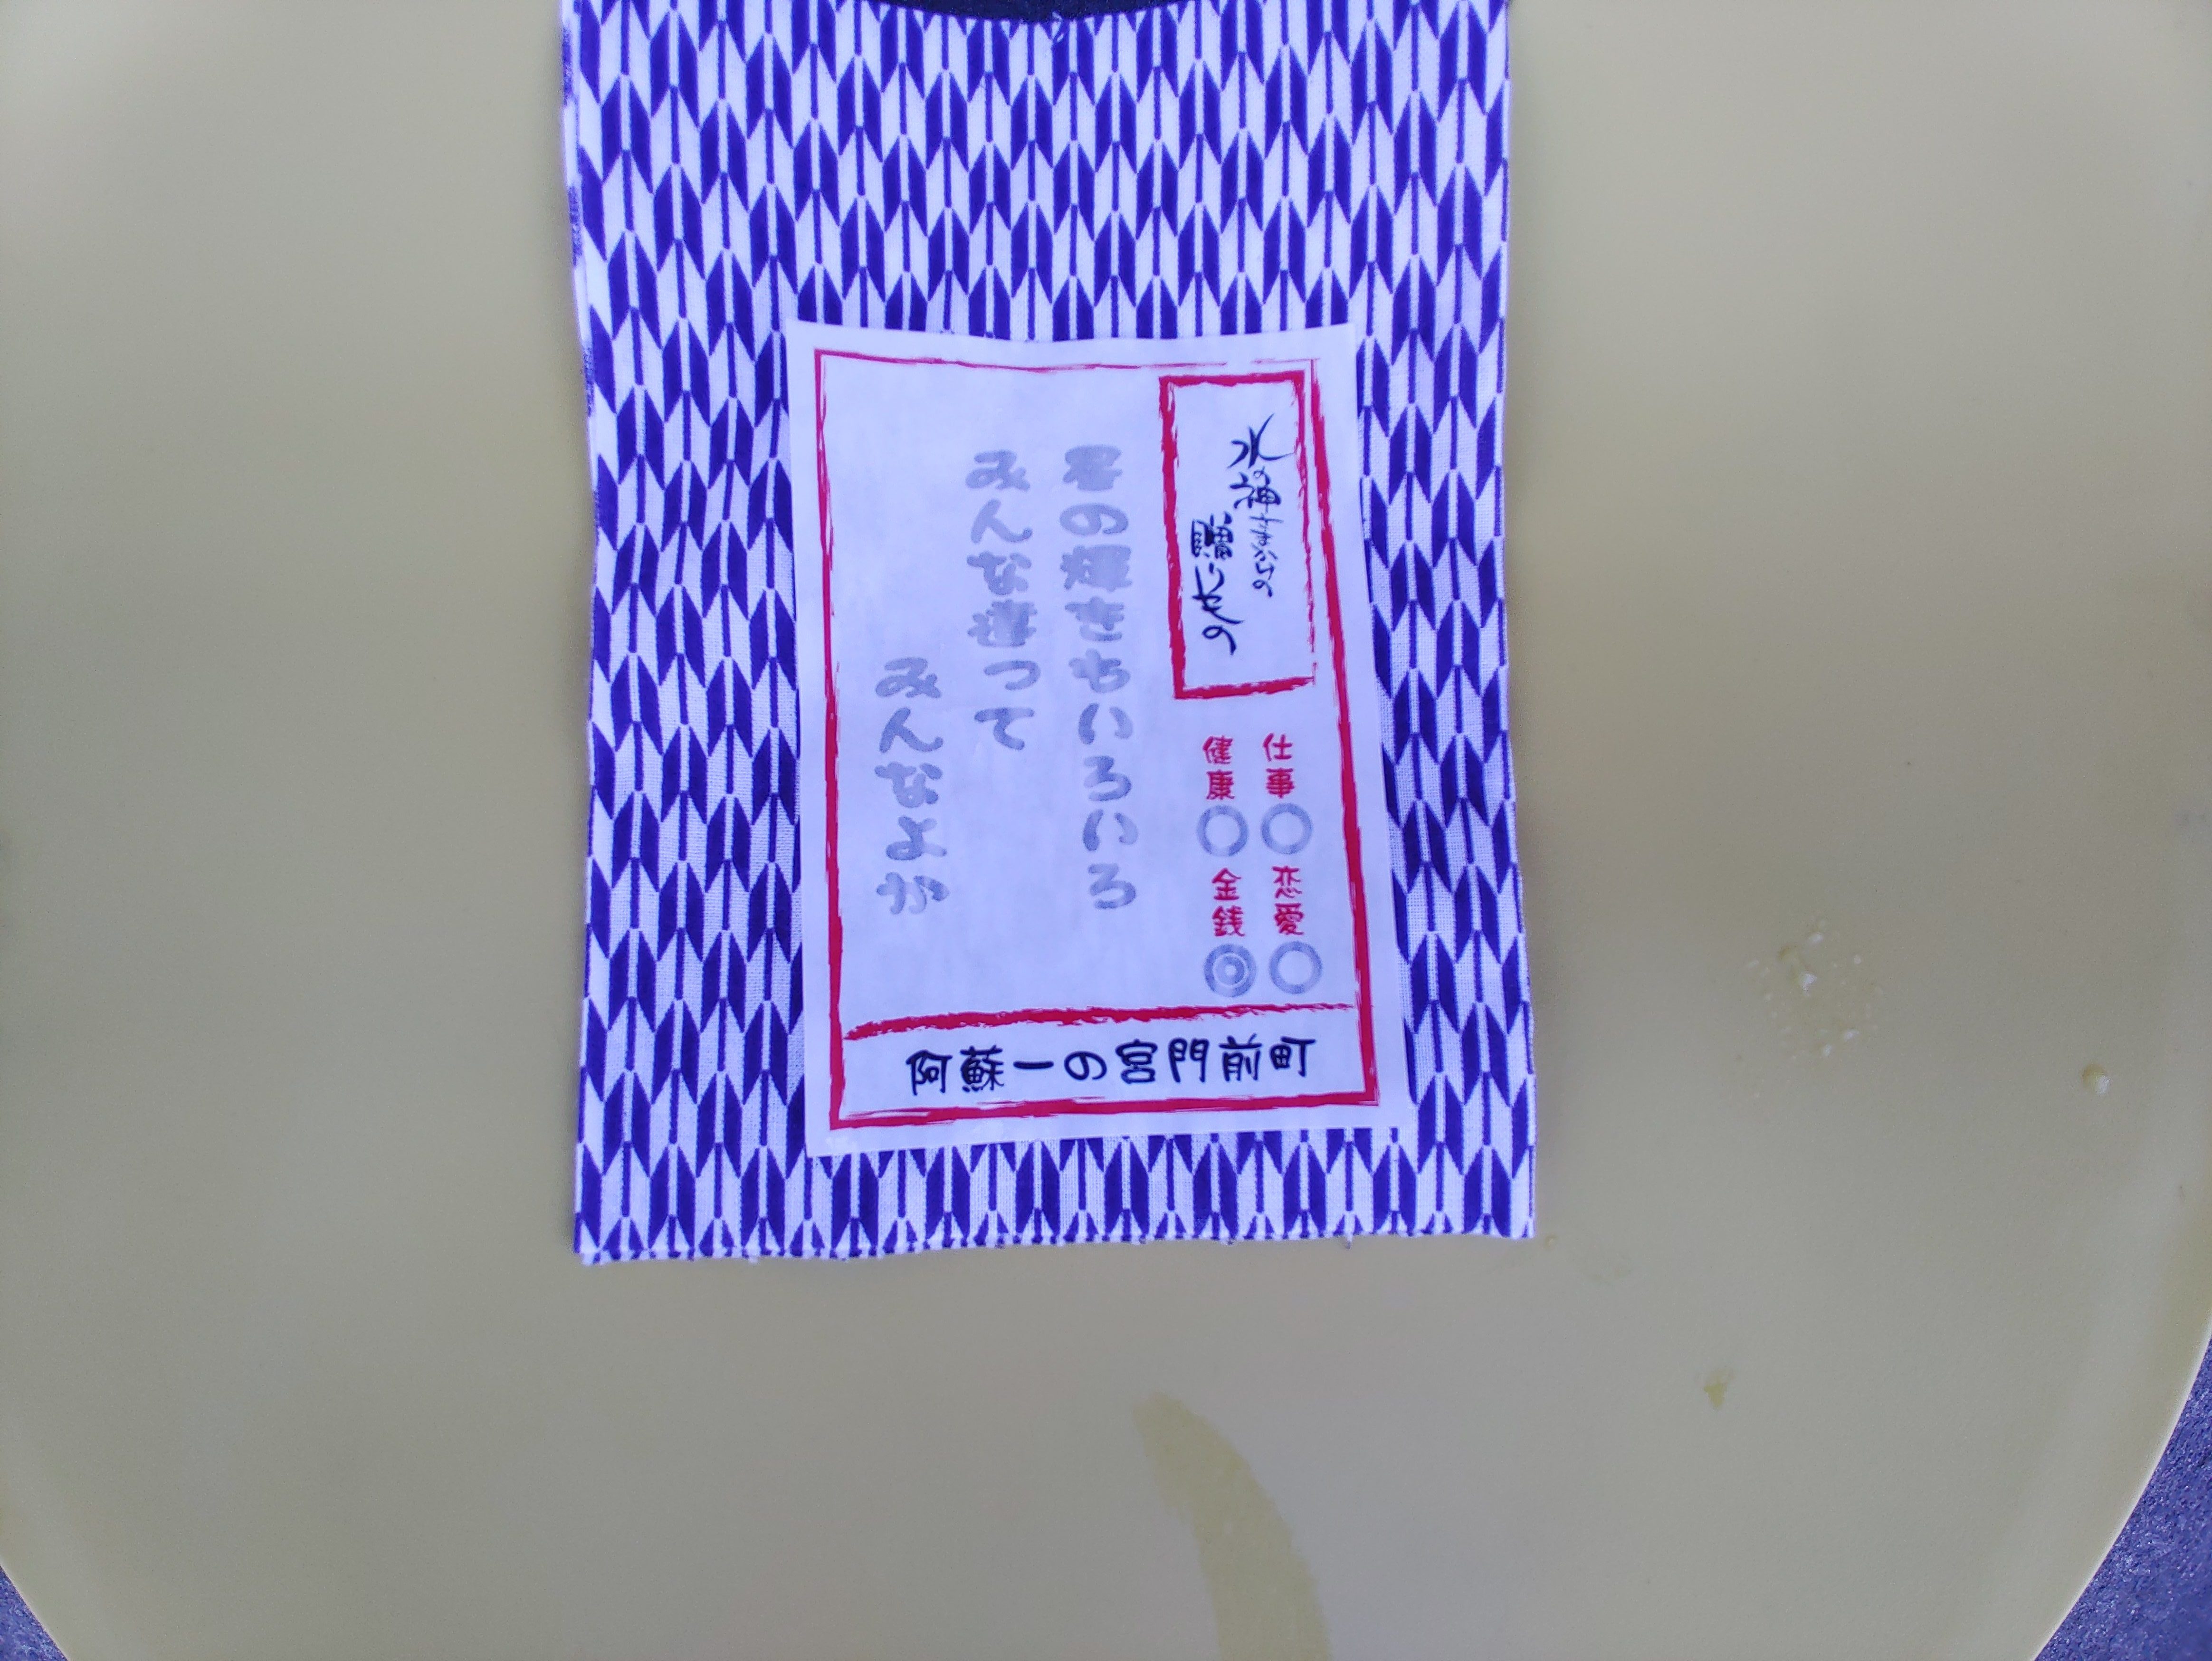 水の神さまからの
贈りもの
仕事○恋愛○
健康○金銭◎
星の輝きもいろいろ
みんな違って
みんなよか
阿蘇一の宮門前町